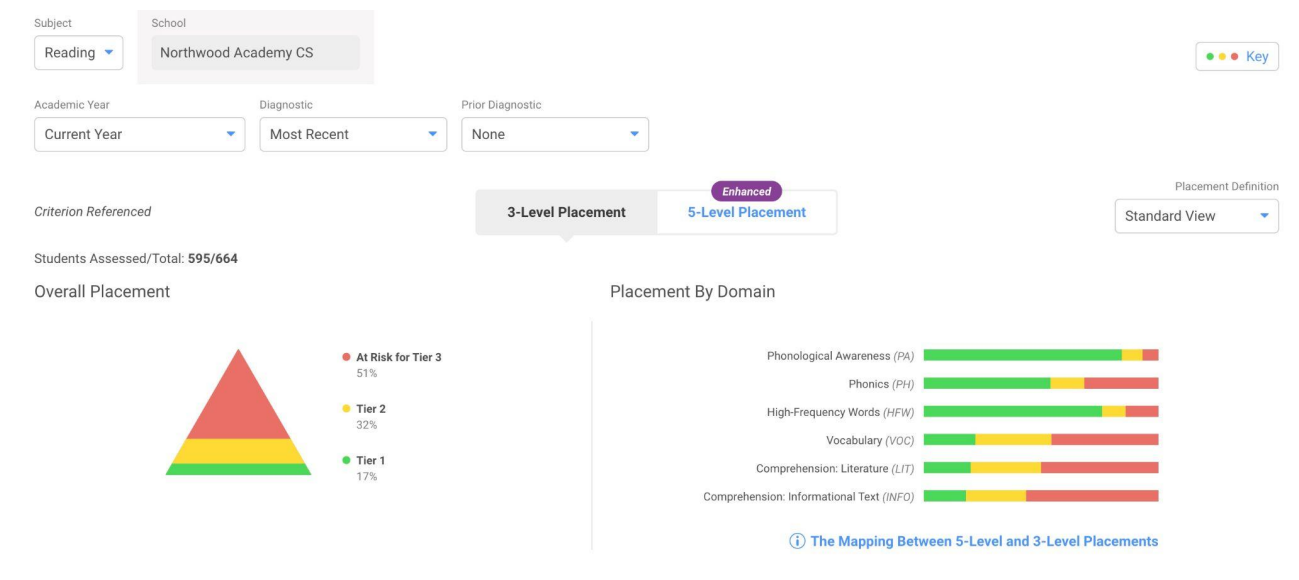 Subject
School
Reading
Northwood Academy CS
Key
Academic Year
Diagnostic
Prior Diagnostic
Current Year
Most Recent
None
Enhanced
Placement Definition
Criterion Referenced
3-Level Placement
5-Level Placement
Standard View
Students Assessed/Total: 595/664
Overall Placement
Placement By Domain
At Risk for Tier 3
51%
Tier 2
32%
Tier 1
17%
Phonological Awareness (PA)
Phonics (PH)
High-Frequency Words (HFW)
Vocabulary (VOC)
Comprehension: Literature (LIT)
Comprehension: Informational Text (INFO)
The Mapping Between 5-Level and 3-Level Placements